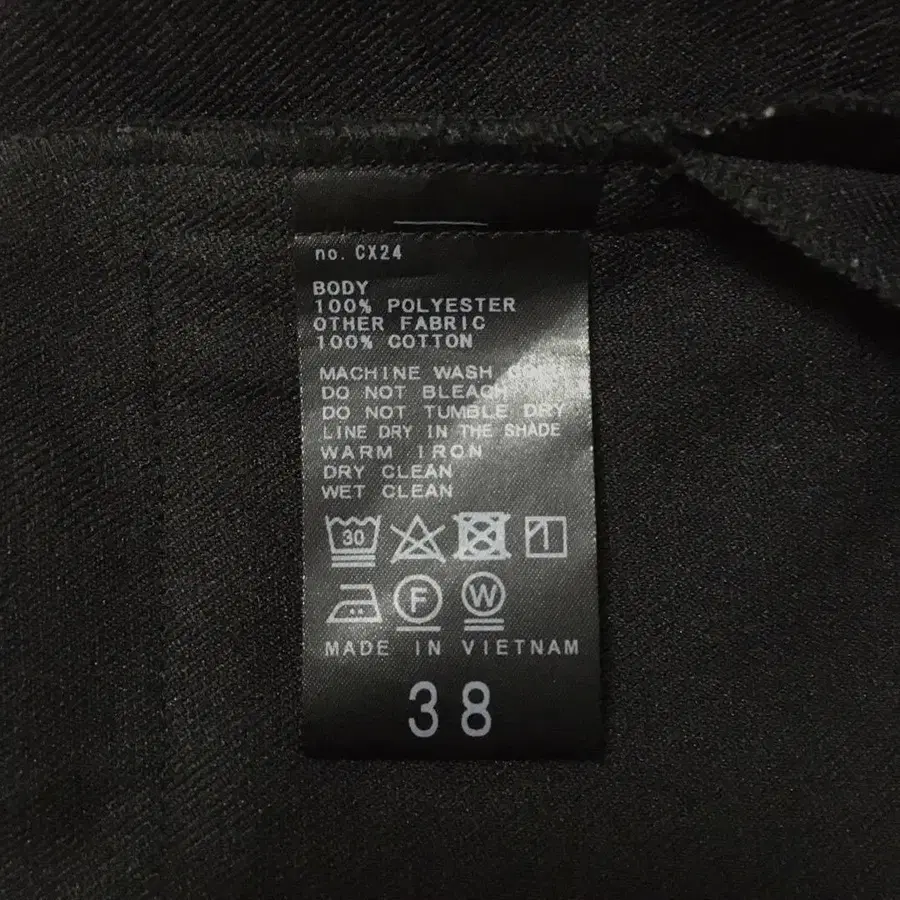 no. CX24
BODY
100% POLYESTER
OTHER FABRIC
100% COTTON
MACHINE WASH
DO NOT BLEACH
DO NOT TUMBLE DRY
LINE DRY IN THE SHADE
WARM IRON
DRY CLEAN
WET CLEAN
30
F W
MADE IN VIETNAM
38